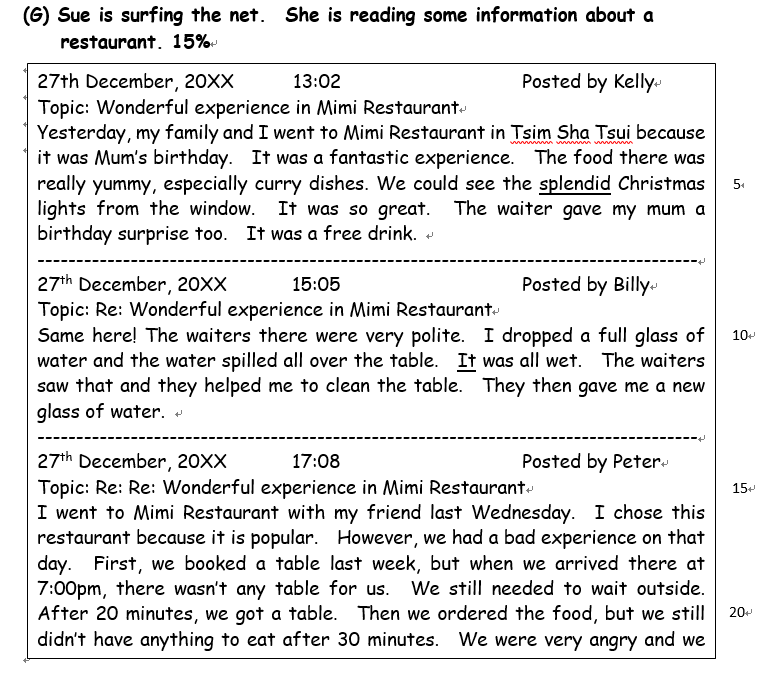 (G) Sue is surfing the net. She is reading some information about a
restaurant. 15%
27th December, 20XX 13:02 Posted by Kelly
Topic: Wonderful experience in Mimi Restaurant
Yesterday, my family and I went to Mimi Restaurant in Tsim Sha Tsui because
it was Mum's birthday. It was a fantastic experience. The food there was
really yummy, especially curry dishes. We could see the splendid Christmas 5
lights from the window. It was so great. The waiter gave my mum a
birthday surprise too. It was a free drink.
27th December, 20XX 15:05 Posted by Billy
Topic: Re: Wonderful experience in Mimi Restaurant
Same here! The waiters there were very polite. I dropped a full glass of 10
water and the water spilled all over the table. It was all wet. The waiters
saw that and they helped me to clean the table. They then gave me a new
glass of water.
27th December, 20XX 17:08 Posted by Peter
Topic: Re: Re: Wonderful experience in Mimi Restaurant 15
I went to Mimi Restaurant with my friend last Wednesday. I chose this
restaurant because it is popular. However, we had a bad experience on that
day. First, we booked a table last week, but when we arrived there at
7:00pm, there wasn't any table for us. We still needed to wait outside.
After 20 minutes, we got a table. Then we ordered the food, but we still 20
didn't have anything to eat after 30 minutes. We were very angry and we